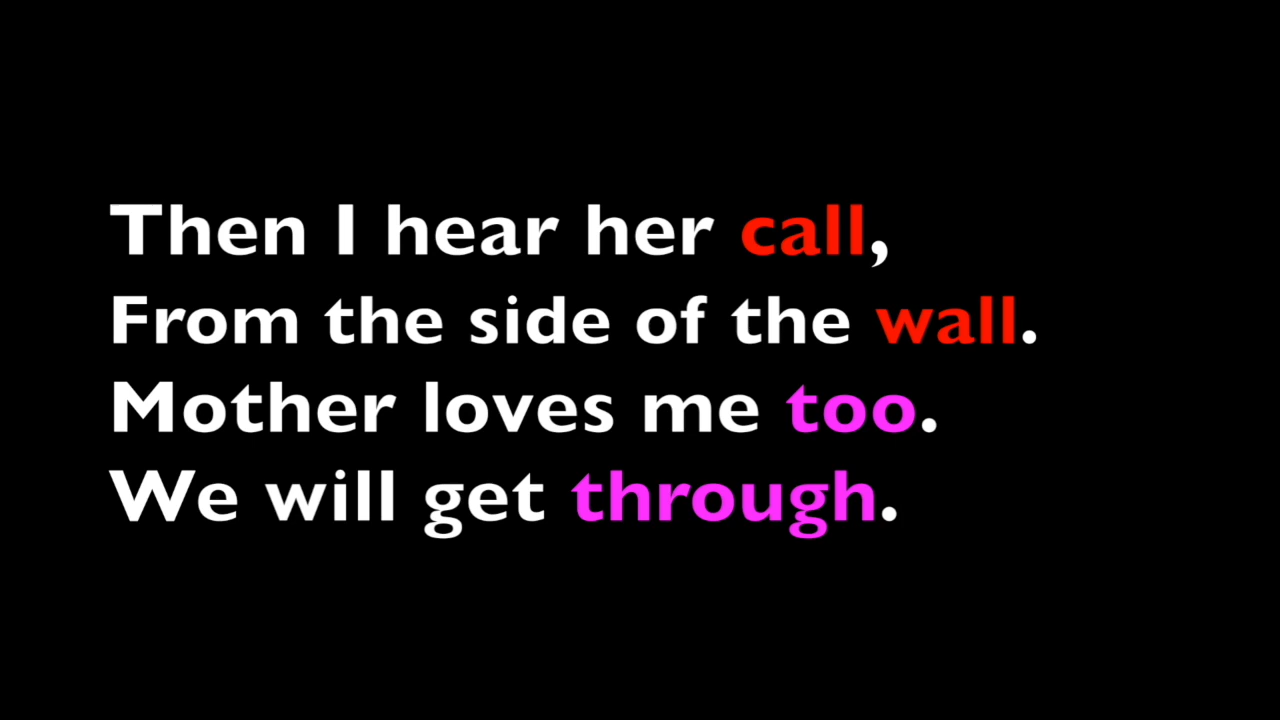 Then I hear her call,
From the side of the wall.
Mother loves me too.
We will get through.